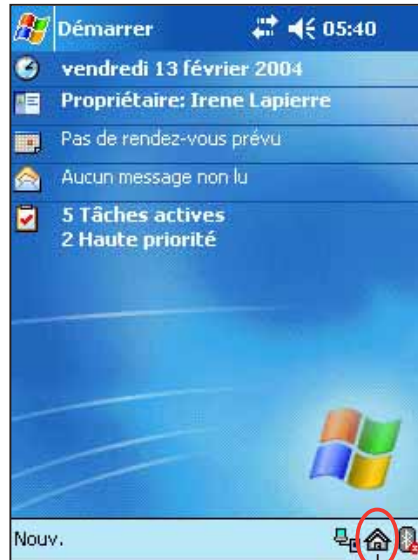 Démarrer 05:40
vendredi 13 février 2004
Propriétaire: Irene Lapierre
Pas de rendez-vous prévu
Aucun message non lu
5 Tâches actives
2 Haute priorité
Nouv.